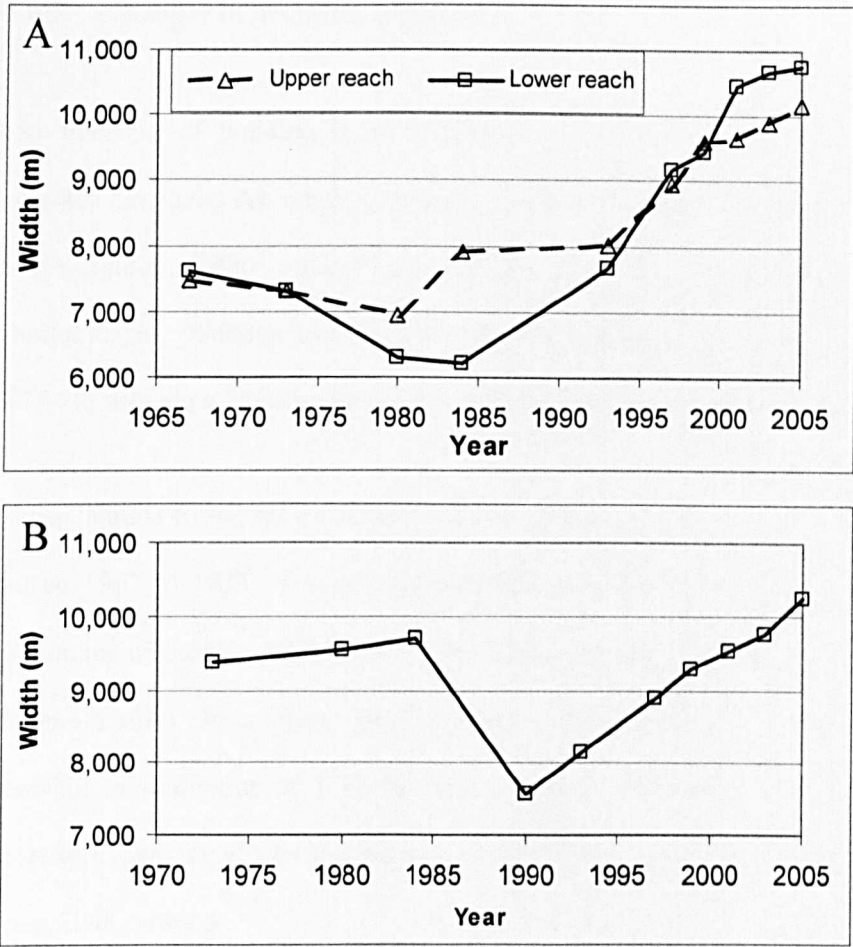 A
11,000
Upper reach Lower reach
10,000
9,000
8,000
7,000
6,000
Width (m)
1965 1970 1975 1980 1985 1990 1995 2000 2005
Year
B
11,000
10,000
9,000
8,000
7,000
Width (m)
1970 1975 1980 1985 1990 1995 2000 2005
Year